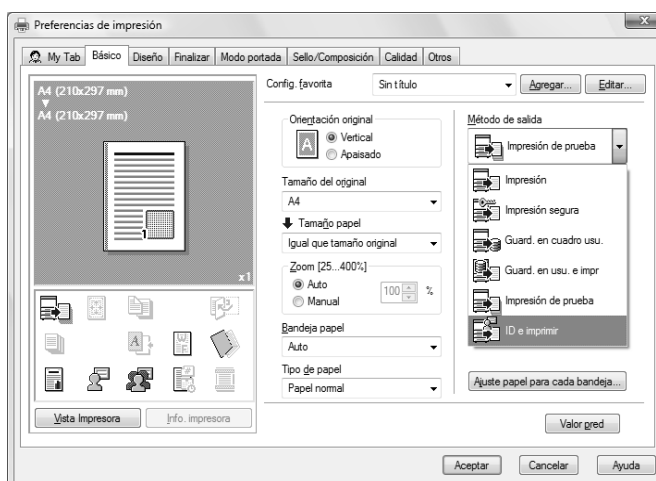 Preferencias de impresión
My Tab Básico Diseño Finalizar Modo portada Sello/Composición Calidad Otros
A4 (210x297 mm)
A4 (210x297 mm)
1
x1
Vista Impresora Info. impresora
Config. favorita Sin título Agregar... Editar...
Orientación original
Vertical
Apaisado
Tamaño del original
A4
Tamaño papel
Igual que tamaño original
Zoom [25...400%]
Auto
Manual
100 %
Bandeja papel
Auto
Tipo de papel
Papel normal
Método de salida
Impresión de prueba
Impresión
Impresión segura
Guard. en cuadro usu.
Guard. en usu. e impr
Impresión de prueba
ID e imprimir
Ajuste papel para cada bandeja...
Valor pred
Aceptar Cancelar Ayuda